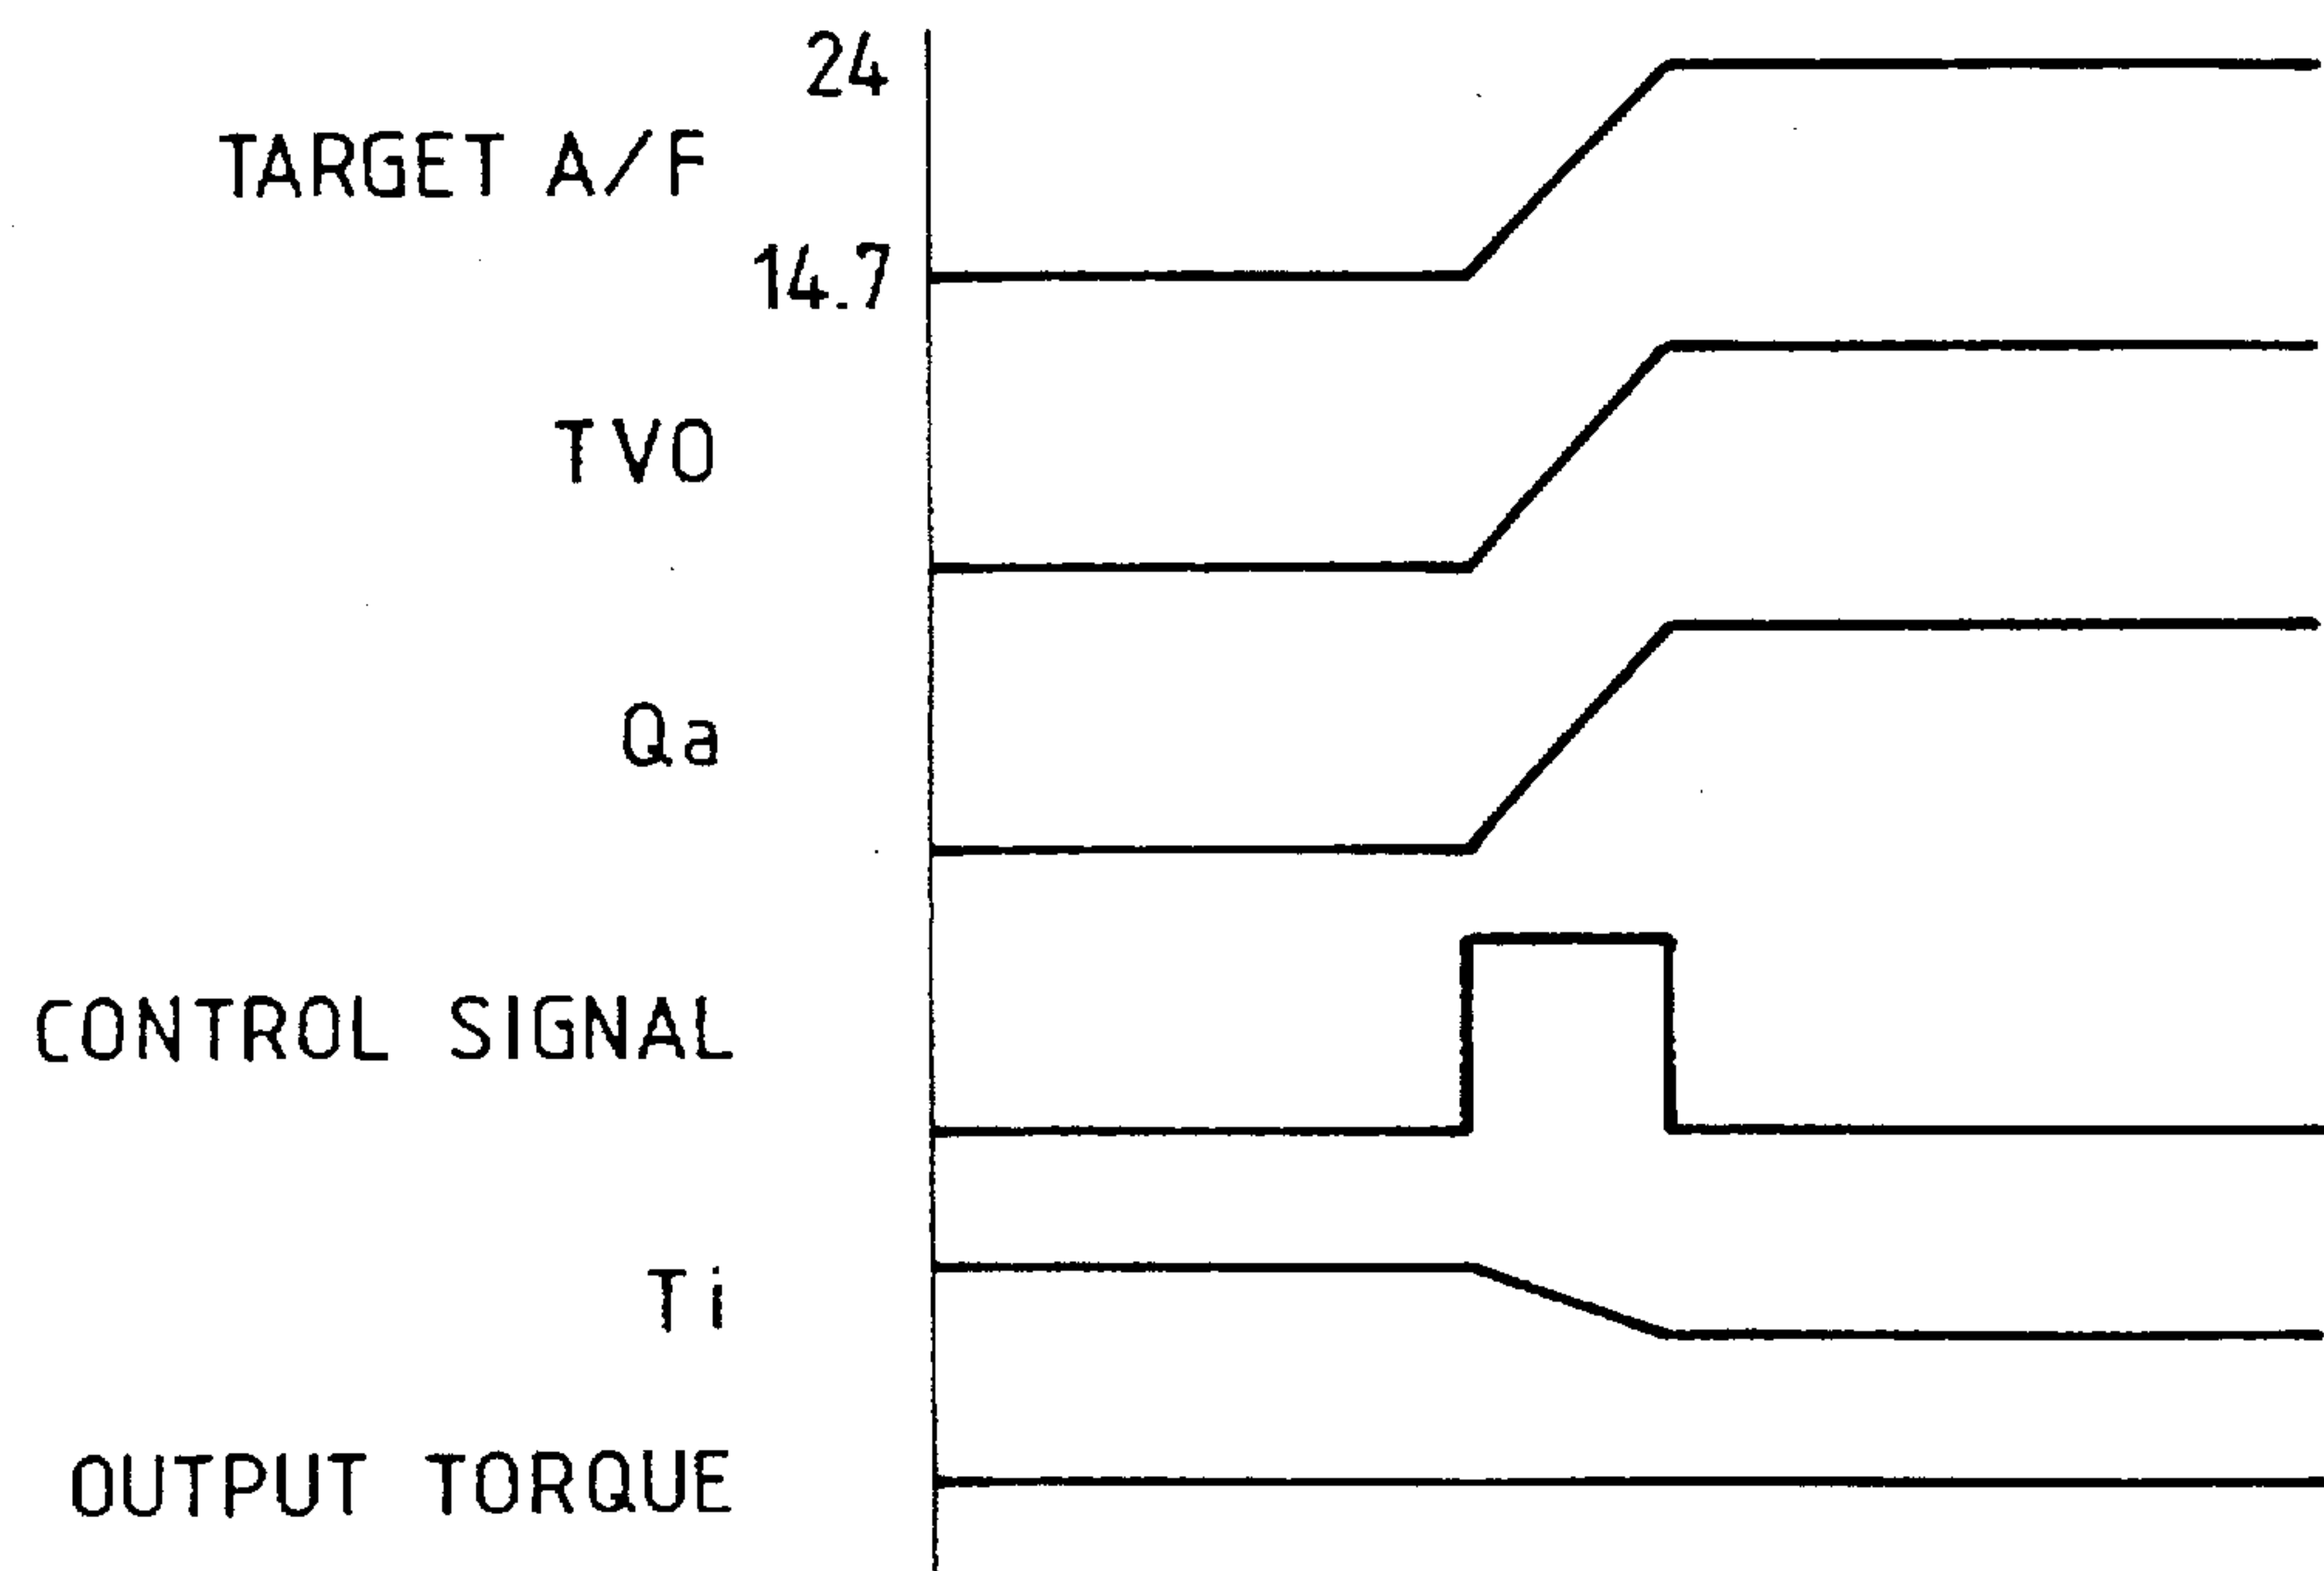 24
TARGET A/F
14.7
TVO
Qa
CONTROL SIGNAL
Ti
OUTPUT TORQUE